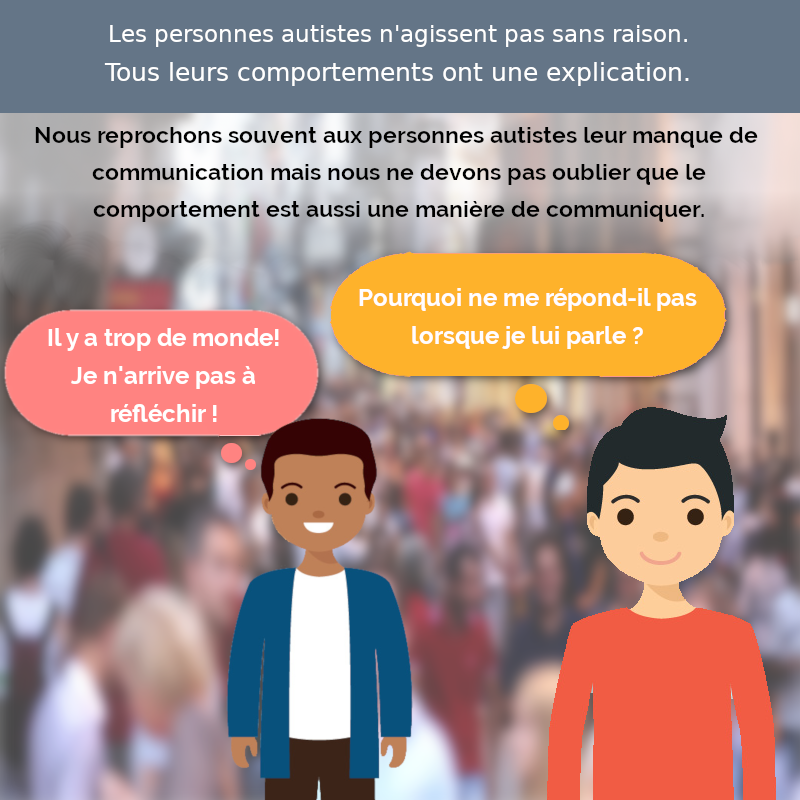 Les personnes autistes n'agissent pas sans raison.
Tous leurs comportements ont une explication.
Nous reprochons souvent aux personnes autistes leur manque de
communication mais nous ne devons pas oublier que le
comportement est aussi une manière de communiquer.
Pourquoi ne me répond-il pas
lorsque je lui parle ?
Il y a trop de monde!
Je n'arrive pas à
réfléchir !